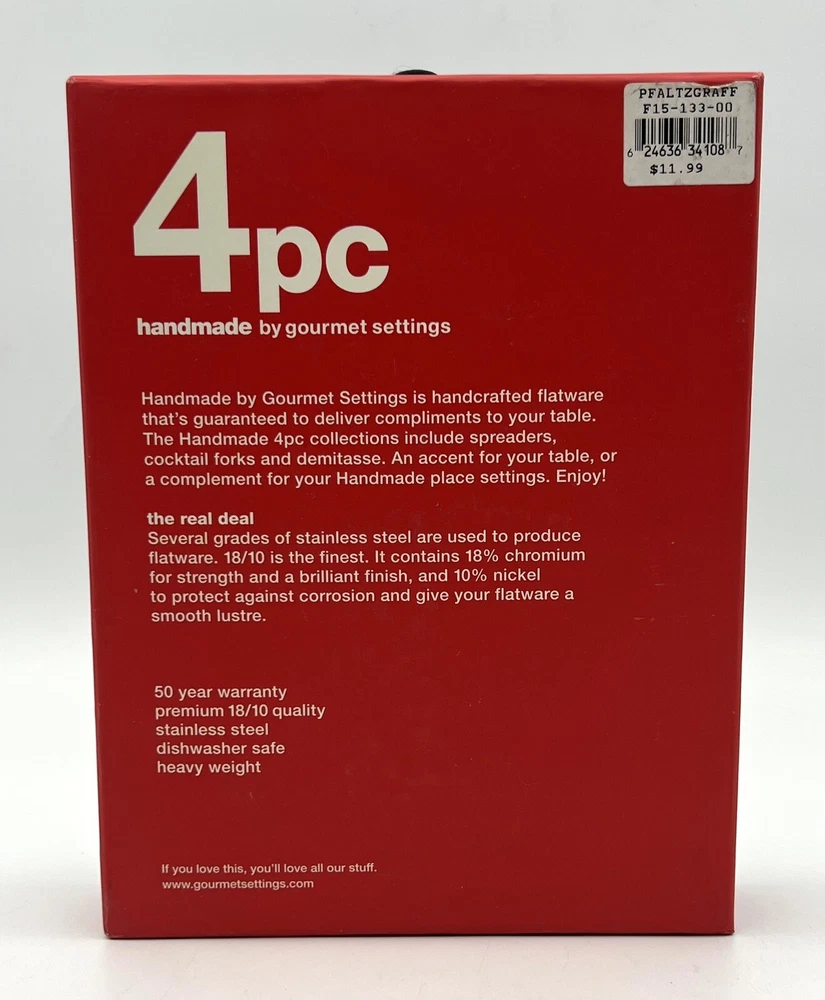 PFALTZGRAFF
F15-133-00
6 24636 34108 7
$11.99
4pc
handmade by gourmet settings
Handmade by Gourmet Settings is handcrafted flatware
that's guaranteed to deliver compliments to your table.
The Handmade 4pc collections include spreaders,
cocktail forks and demitasse. An accent for your table, or
a complement for your Handmade place settings. Enjoy!
the real deal
Several grades of stainless steel are used to produce
flatware. 18/10 is the finest. It contains 18% chromium
for strength and a brilliant finish, and 10% nickel
to protect against corrosion and give your flatware a
smooth lustre.
50 year warranty
premium 18/10 quality
stainless steel
dishwasher safe
heavy weight
If you love this, you'll love all our stuff.
www.gourmetsettings.com